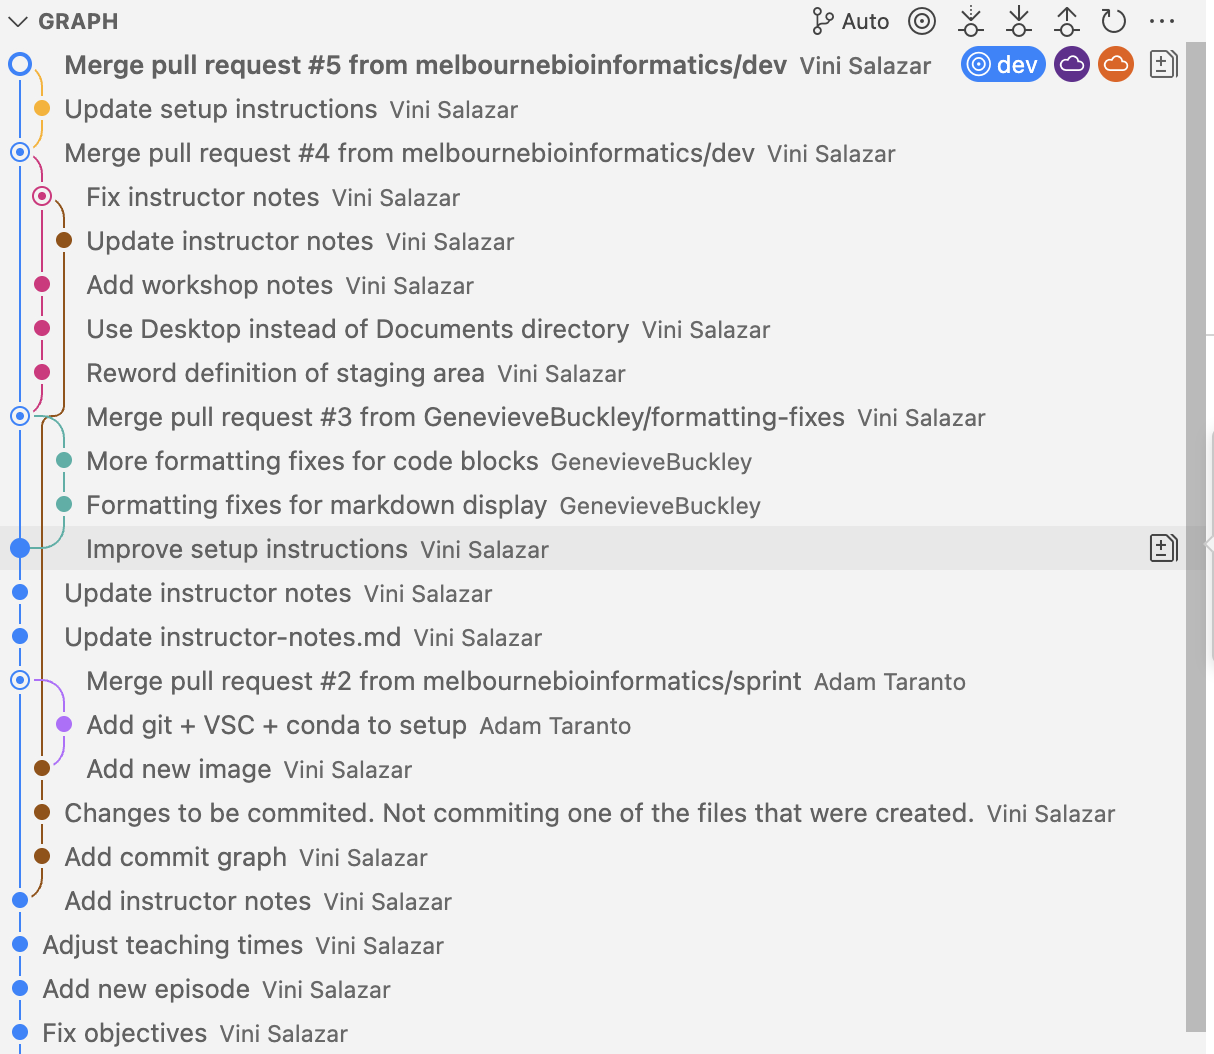 GRAPH Auto
Merge pull request #5 from melbournebioinformatics/dev Vini Salazar dev
Update setup instructions Vini Salazar
Merge pull request #4 from melbournebioinformatics/dev Vini Salazar
Fix instructor notes Vini Salazar
Update instructor notes Vini Salazar
Add workshop notes Vini Salazar
Use Desktop instead of Documents directory Vini Salazar
Reword definition of staging area Vini Salazar
Merge pull request #3 from GenevieveBuckley/formatting-fixes Vini Salazar
More formatting fixes for code blocks GenevieveBuckley
Formatting fixes for markdown display GenevieveBuckley
Improve setup instructions Vini Salazar
Update instructor notes Vini Salazar
Update instructor-notes.md Vini Salazar
Merge pull request #2 from melbournebioinformatics/sprint Adam Taranto
Add git + VSC + conda to setup Adam Taranto
Add new image Vini Salazar
Changes to be commited. Not commiting one of the files that were created. Vini Salazar
Add commit graph Vini Salazar
Add instructor notes Vini Salazar
Adjust teaching times Vini Salazar
Add new episode Vini Salazar
Fix objectives Vini Salazar